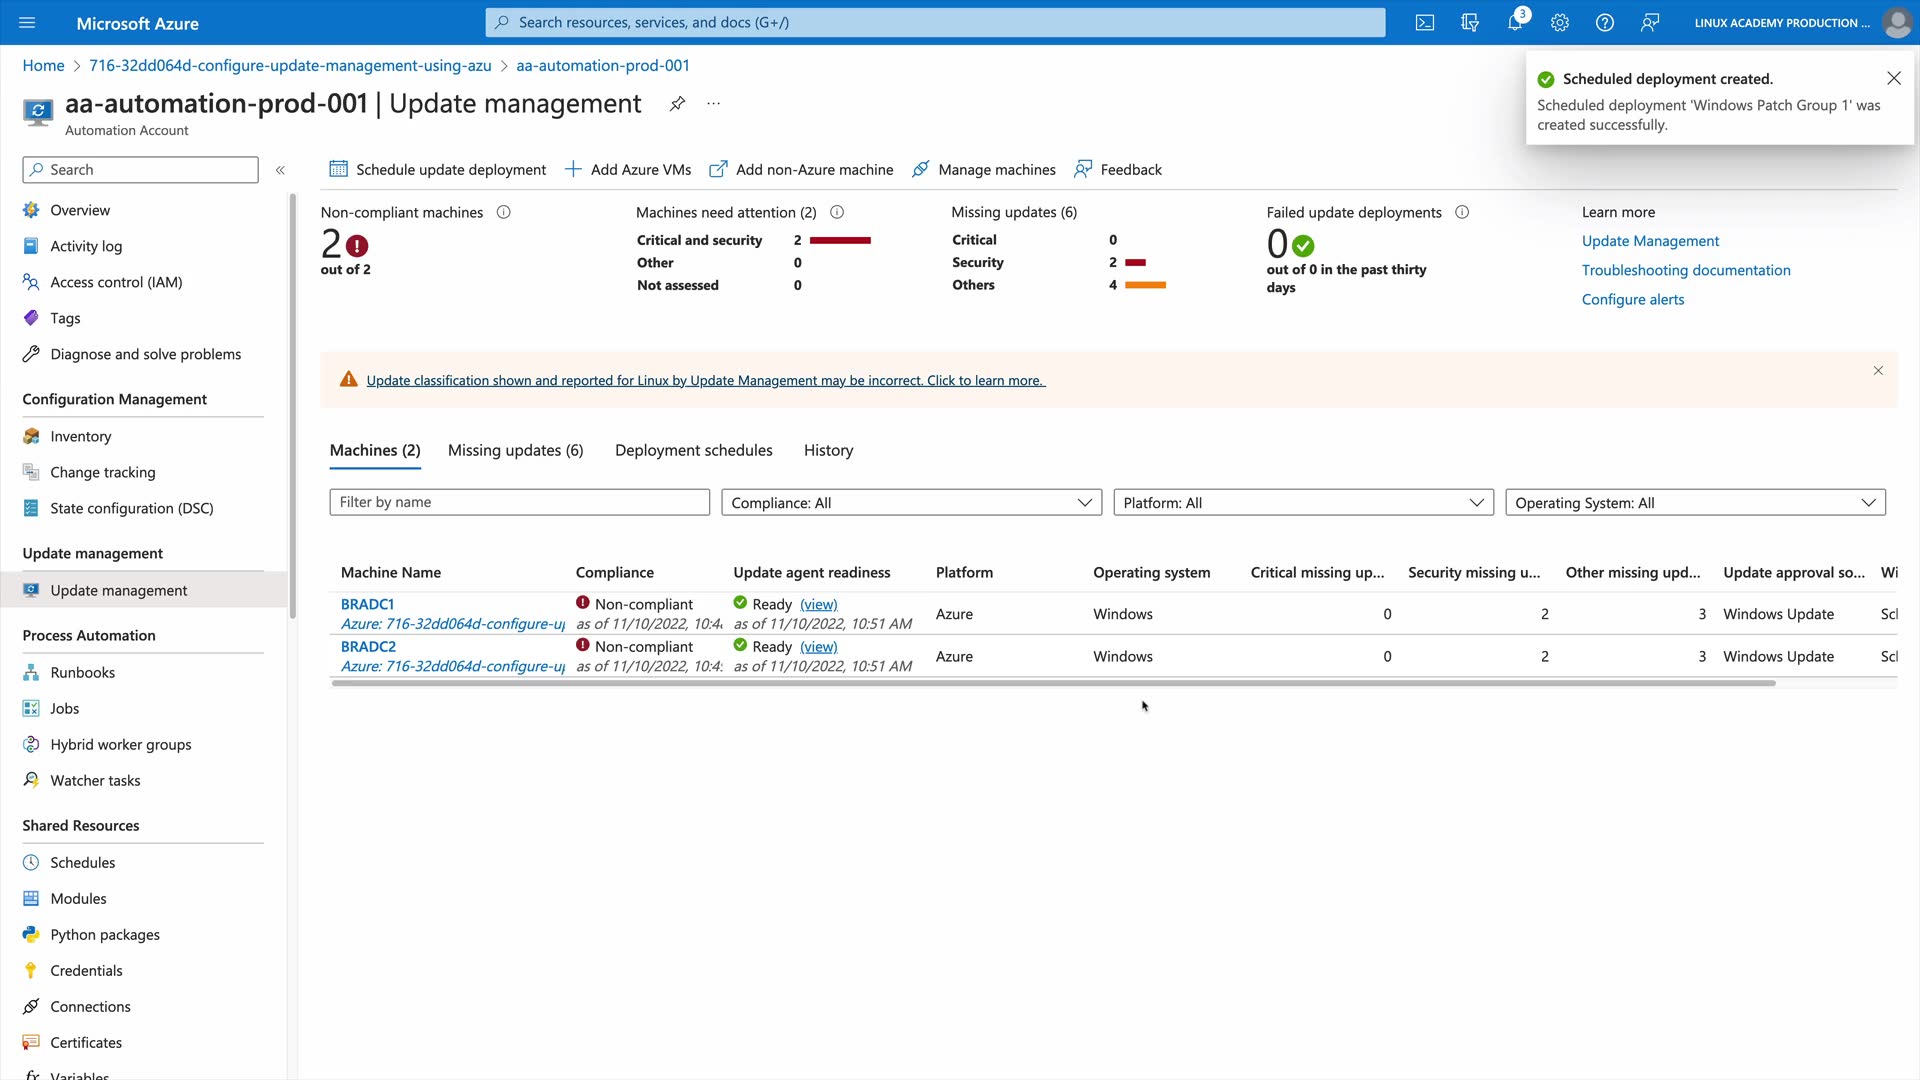 Microsoft Azure
Search resources, services, and docs (G+/)
3
LINUX ACADEMY PRODUCTION ...
Home > 716-32dd064d-configure-update-management-using-azu > aa-automation-prod-001
aa-automation-prod-001 | Update management ...
Automation Account
Scheduled deployment created.
Scheduled deployment 'Windows Patch Group 1' was
created successfully.
Search
Overview
Activity log
Access control (IAM)
Tags
Diagnose and solve problems
Configuration Management
Inventory
Change tracking
State configuration (DSC)
Update management
Update management
Process Automation
Runbooks
Jobs
Hybrid worker groups
Watcher tasks
Shared Resources
Schedules
Modules
Python packages
Credentials
Connections
Certificates
Variables
Schedule update deployment
Add Azure VMs
Add non-Azure machine
Manage machines
Feedback
Non-compliant machines
2
out of 2
Machines need attention (2)
Critical and security 2
Other 0
Not assessed 0
Missing updates (6)
Critical 0
Security 2
Others 4
Failed update deployments
0
out of 0 in the past thirty
days
Learn more
Update Management
Troubleshooting documentation
Configure alerts
Update classification shown and reported for Linux by Update Management may be incorrect. Click to learn more.
Machines (2) Missing updates (6) Deployment schedules History
Filter by name Compliance: All Platform: All Operating System: All
Machine Name Compliance Update agent readiness Platform Operating system Critical missing up... Security missing u... Other missing upd... Update approval so... Wi
BRADC1 Non-compliant Ready (view) Azure Windows 0 2 3 Windows Update Scl
Azure: 716-32dd064d-configure-up as of 11/10/2022, 10:4 as of 11/10/2022, 10:51 AM
BRADC2 Non-compliant Ready (view) Azure Windows 0 2 3 Windows Update Scl
Azure: 716-32dd064d-configure-up as of 11/10/2022, 10:4 as of 11/10/2022, 10:51 AM